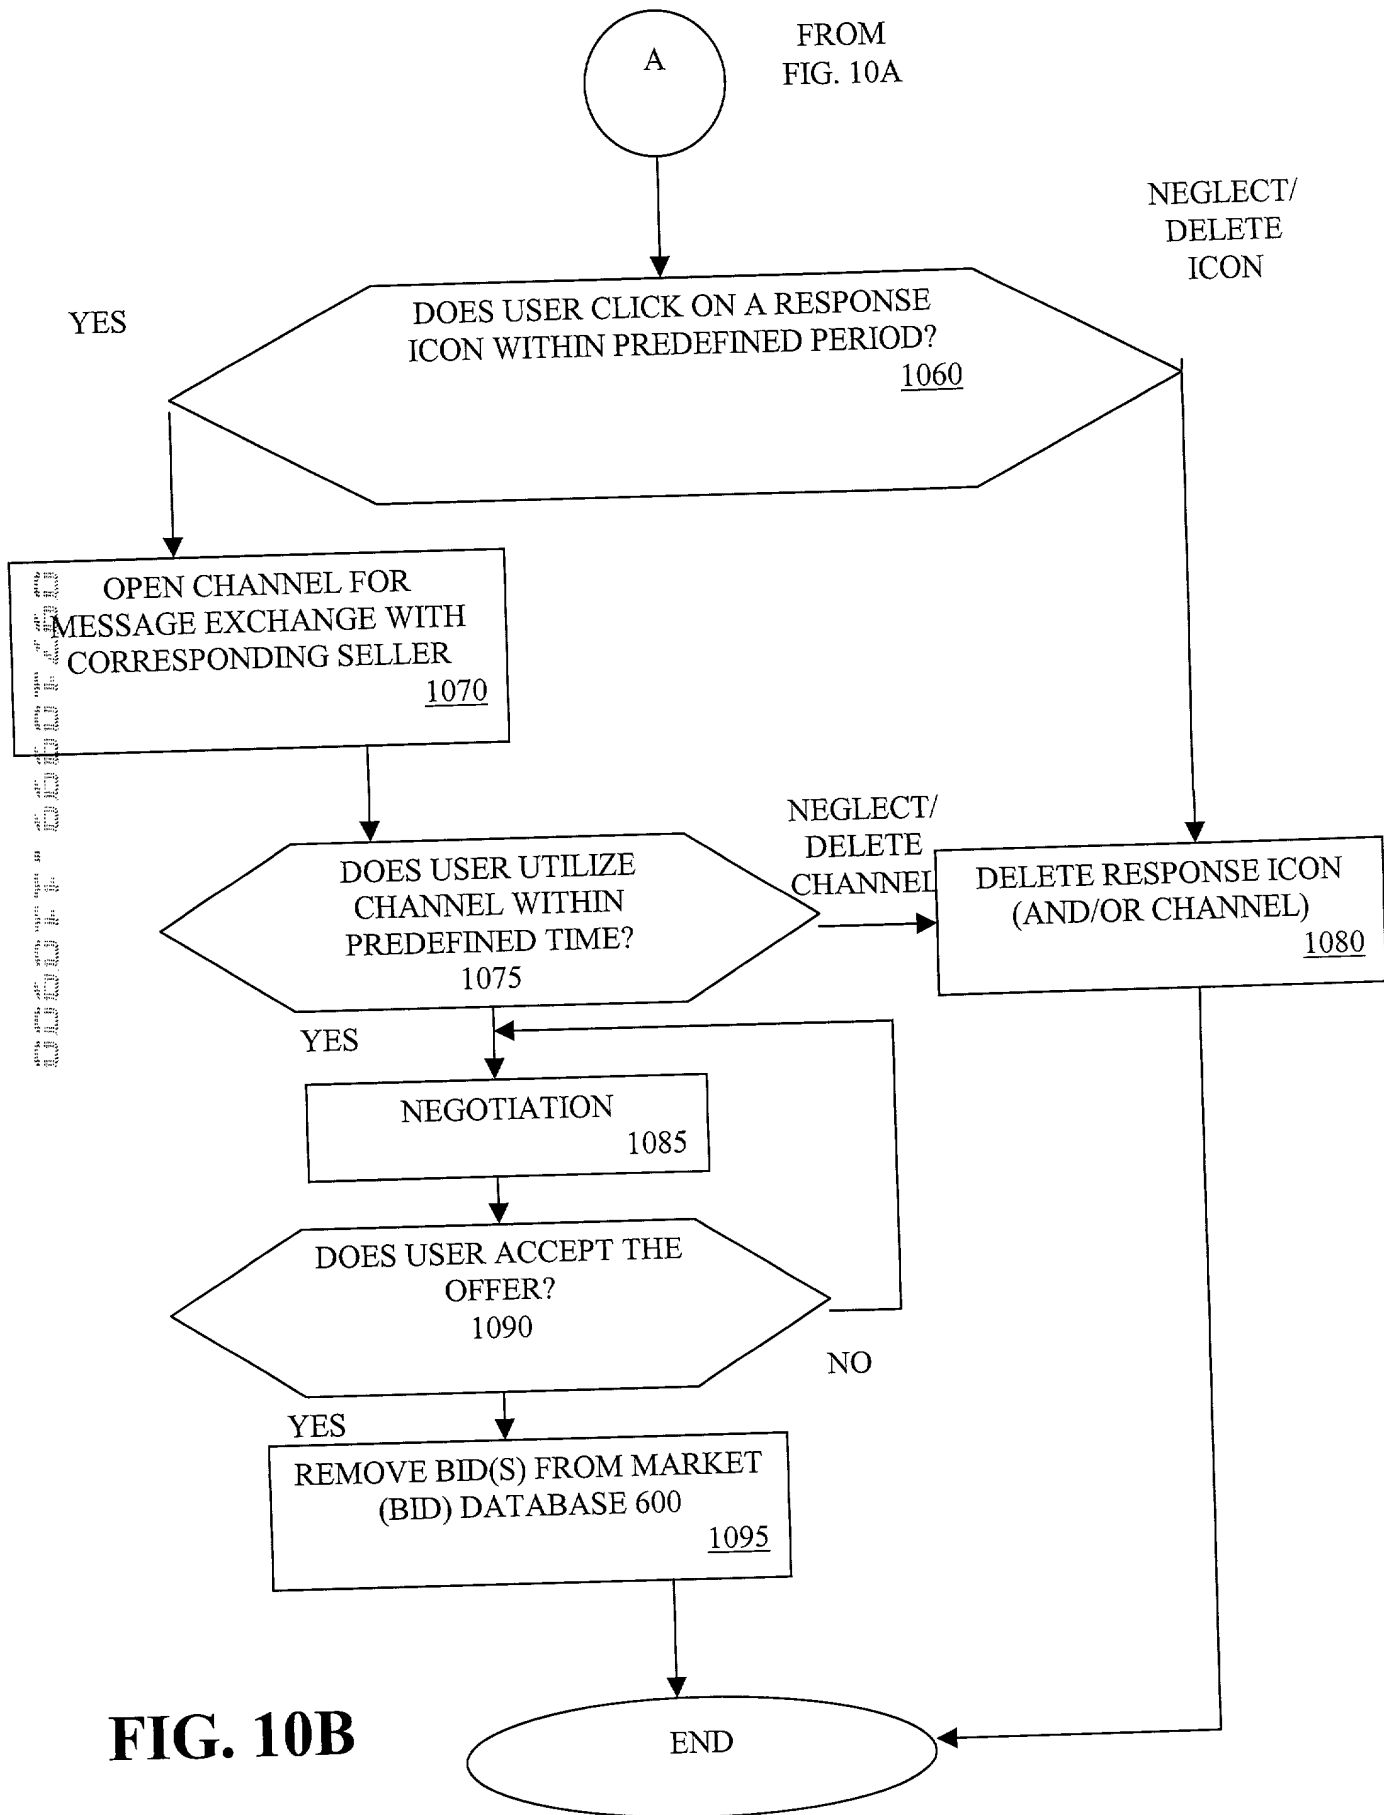 A
FROM
FIG. 10A
NEGLECT/
DELETE
ICON
YES
DOES USER CLICK ON A RESPONSE
ICON WITHIN PREDEFINED PERIOD?
1060
OPEN CHANNEL FOR
MESSAGE EXCHANGE WITH
CORRESPONDING SELLER
1070
NEGLECT/
DELETE
CHANNEL
DOES USER UTILIZE
CHANNEL WITHIN
PREDEFINED TIME?
1075
DELETE RESPONSE ICON
(AND/OR CHANNEL)
1080
YES
NEGOTIATION
1085
DOES USER ACCEPT THE
OFFER?
1090
NO
YES
REMOVE BID(S) FROM MARKET
(BID) DATABASE 600
1095
END
FIG. 10B